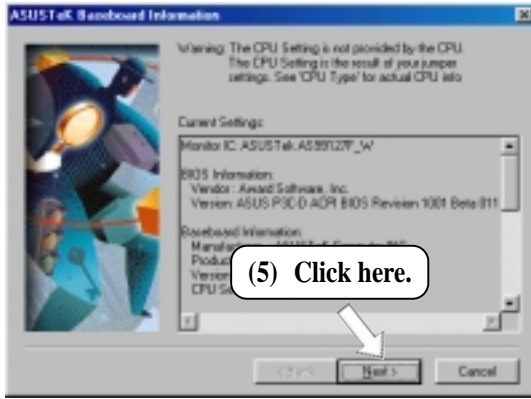 ASUSTeK Baseboard Information
Warning: The CPU Setting is not provided by the CPU.
The CPU Setting is the result of your jumper
settings. See 'CPU Type' for actual CPU info
Current Settings:
Monitor IC: ASUSTek AS99127F_W
BIOS Information:
Vendor : Award Software, Inc.
Version: ASUS P3C-D ACPI BIOS Revision 1001 Beta 011
Baseboard Information:
(5) Click here.
< Back
Next >
Cancel